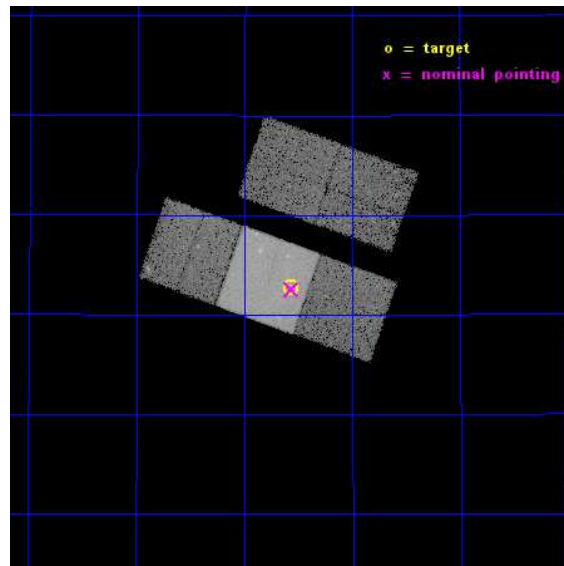 o = target
x = nominal pointing